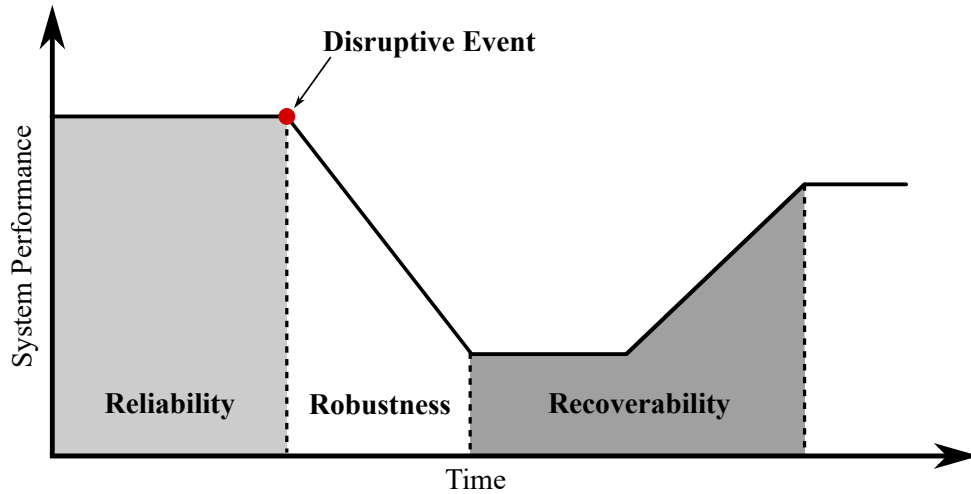 Disruptive Event
System Performance
Reliability
Robustness
Recoverability
Time